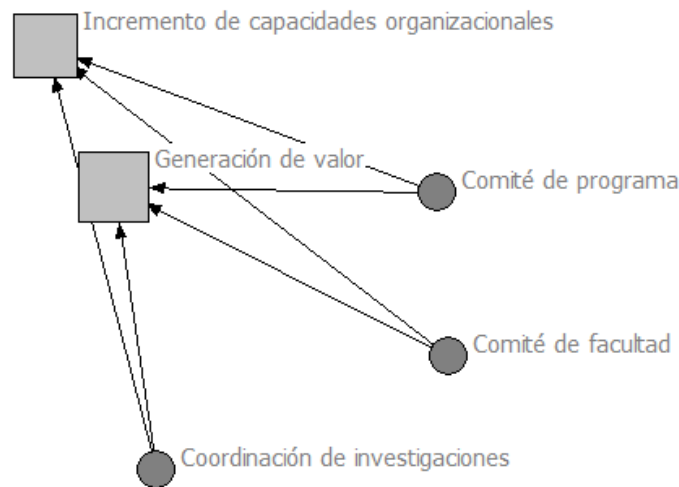 Incremento de capacidades organizacionales
Generación de valor
Comité de programa
Comité de facultad
Coordinación de investigaciones